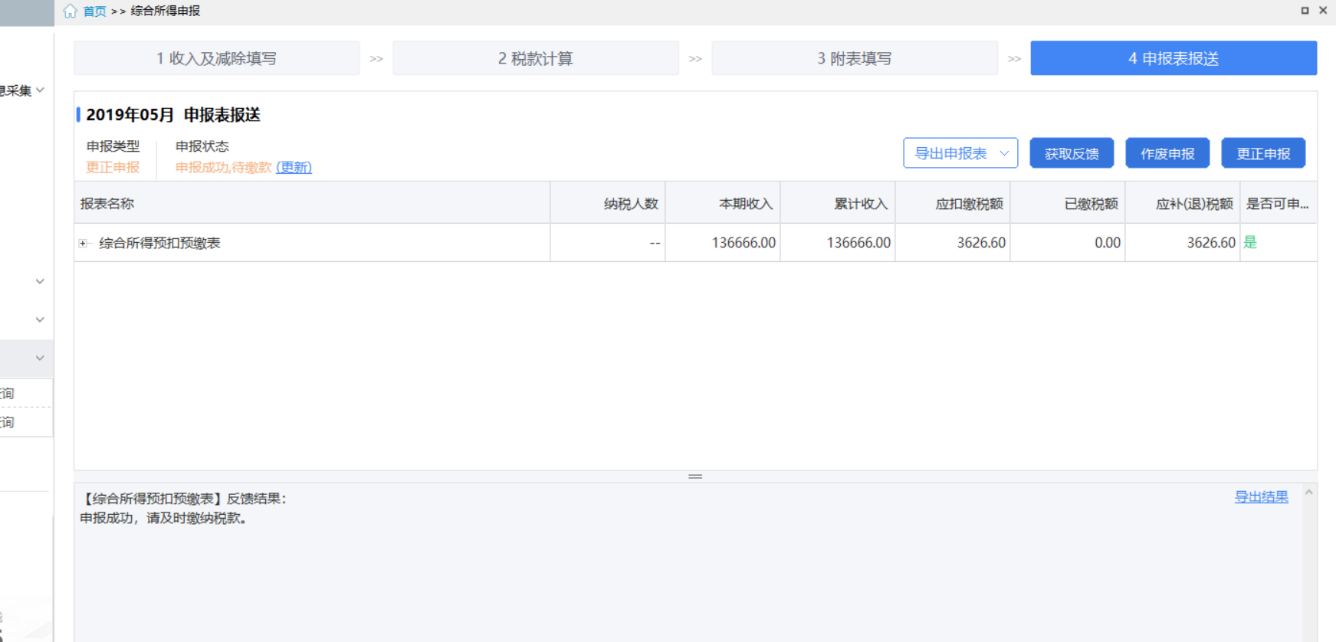 首页 >> 综合所得申报
1 收入及减除填写 >> 2 税款计算 >> 3 附表填写 >> 4 申报表报送
息采集
2019年05月 申报表报送
申报类型 申报状态
更正申报 申报成功,待缴款 (更新)
导出申报表 获取反馈 作废申报 更正申报
报表名称 纳税人数 本期收入 累计收入 应扣缴税额 已缴税额 应补(退)税额 是否可申...
综合所得预扣预缴表 -- 136666.00 136666.00 3626.60 0.00 3626.60 是
询
询
【综合所得预扣预缴表】反馈结果:
导出结果
申报成功，请及时缴纳税款。